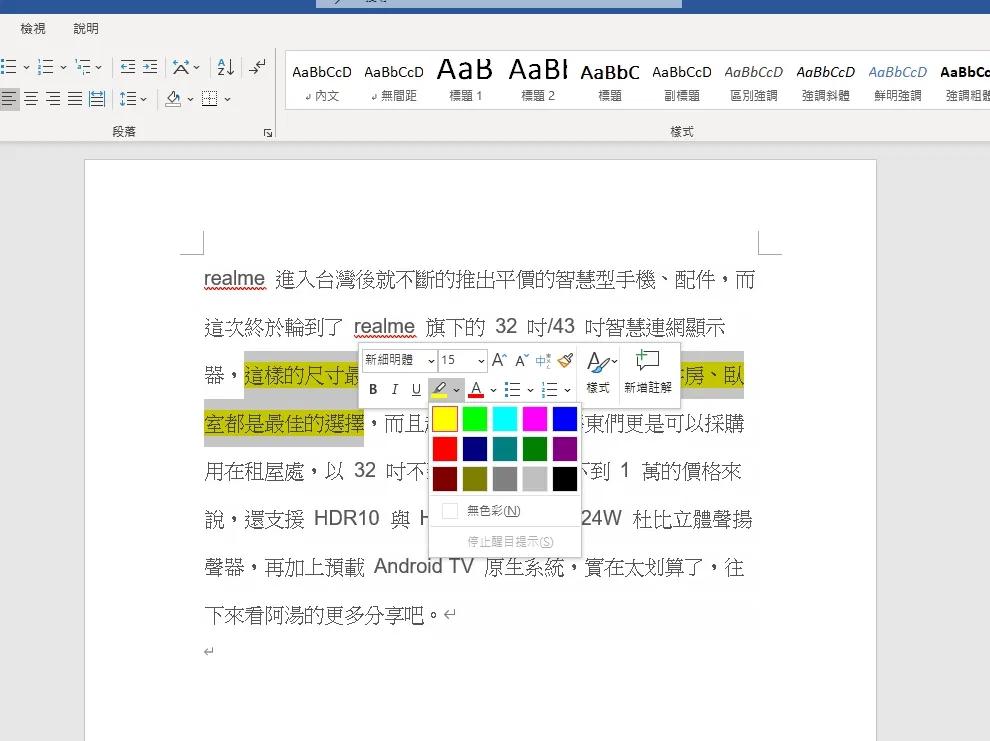 檢視 說明
AaBbCcD AaBbCcD AaB AaBl AaBbC AaBbCcD AaBbCcD AaBbCcD AaBbCcD AaBbCc
↲內文 ↲無間距 標題 1 標題 2 標題 副標題 區別強調 強調斜體 鮮明強調 強調粗體
段落 樣式
realme 進入台灣後就不斷的推出平價的智慧型手機、配件，而
這次終於輪到了 realme 旗下的 32 吋/43 吋智慧連網顯示
器，這樣的尺寸最 房、臥
室都是最佳的選擇，而且 東們更是可以採購
用在租屋處，以 32 吋不 不到 1 萬的價格來
說，還支援 HDR10 與 H 24W 杜比立體聲揚
聲器，再加上預載 Android TV 原生系統，實在太划算了，往
下來看阿湯的更多分享吧。↵
↵
新細明體 15 A A 中
B I U A 樣式 新增註解
無色彩(N)
停止醒目提示(S)